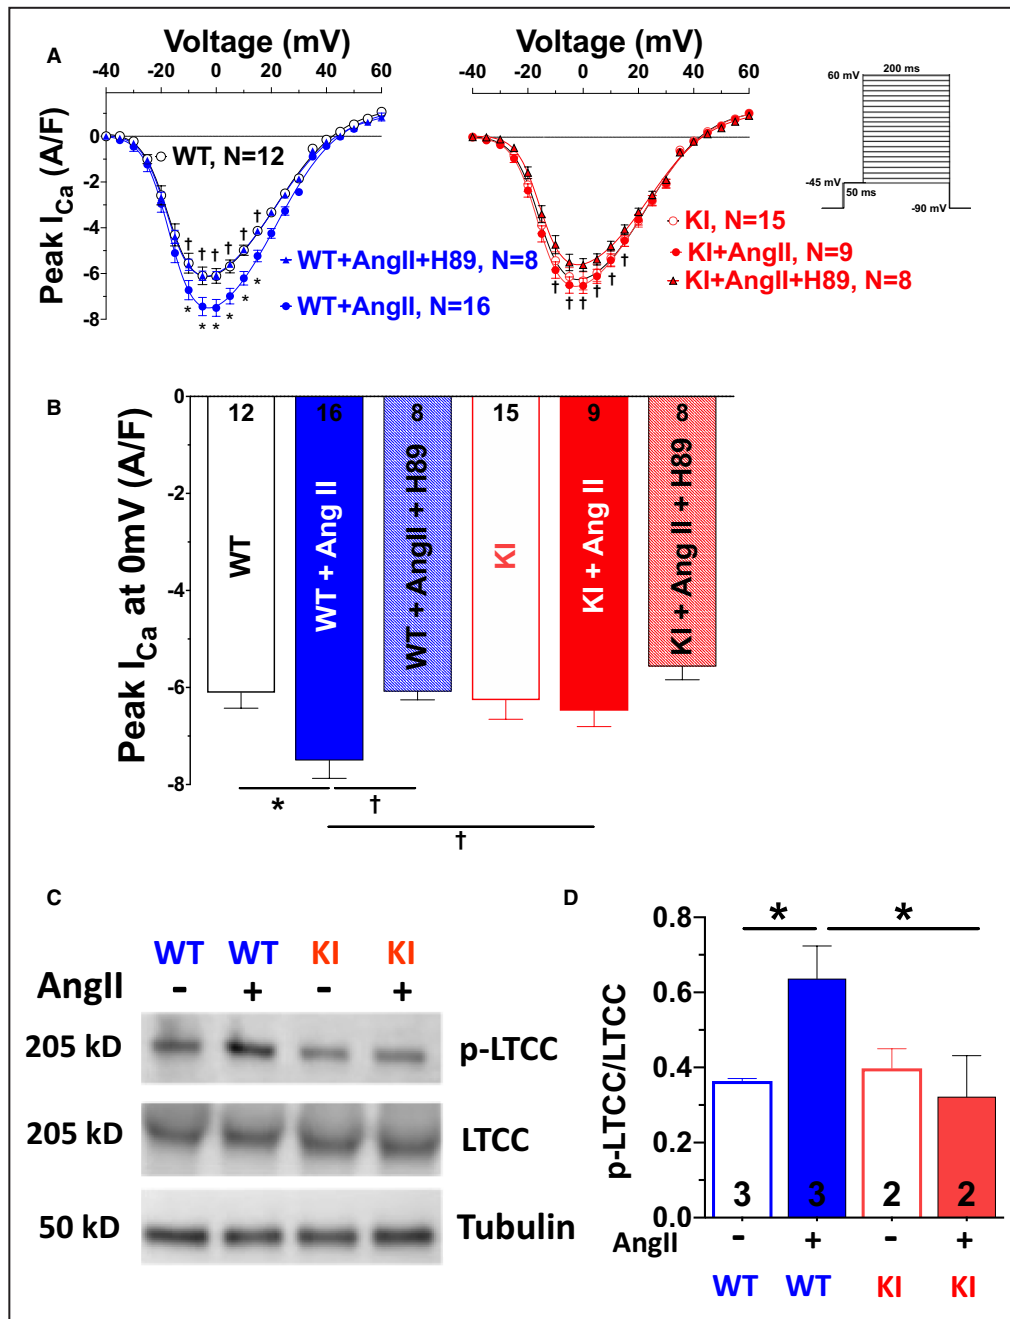 A
Voltage (mV)
-40 -20 0 20 40 60
Peak ICa (A/F)
0
-2
-4
-6
-8
WT, N=12
† † † † † †
WT+AngII+H89, N=8
WT+AngII, N=16
* * * * * *
Voltage (mV)
-40 -20 0 20 40 60
KI, N=15
KI+AngII, N=9
KI+AngII+H89, N=8
† † † † † †
200 ms
60 mV
-45 mV
50 ms
-90 mV
B
Peak ICa at 0mV (A/F)
0
-2
-4
-6
-8
12 16 8 15 9 8
WT
WT + Ang II
WT + AngII + H89
KI
KI + Ang II
KI + Ang II + H89
* †
†
C
WT WT KI KI
AngII - + - +
205 kD p-LTCC
205 kD LTCC
50 kD Tubulin
D
p-LTCC/LTCC
0.8
0.6
0.4
0.2
0.0
* *
3 3 2 2
AngII - + - +
WT WT KI KI